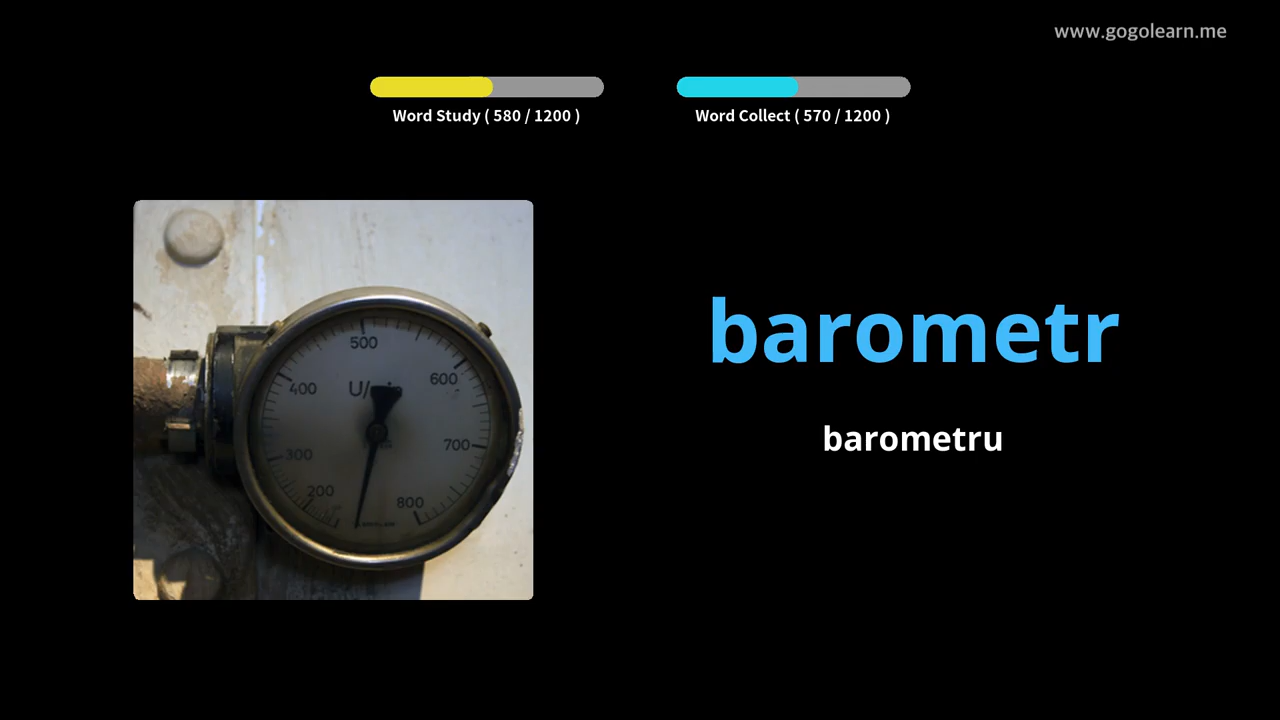 www.gogolearn.me
Word Study ( 580 / 1200 )
Word Collect ( 570 / 1200 )
barometr
barometru
500
400
600
300
700
200
800